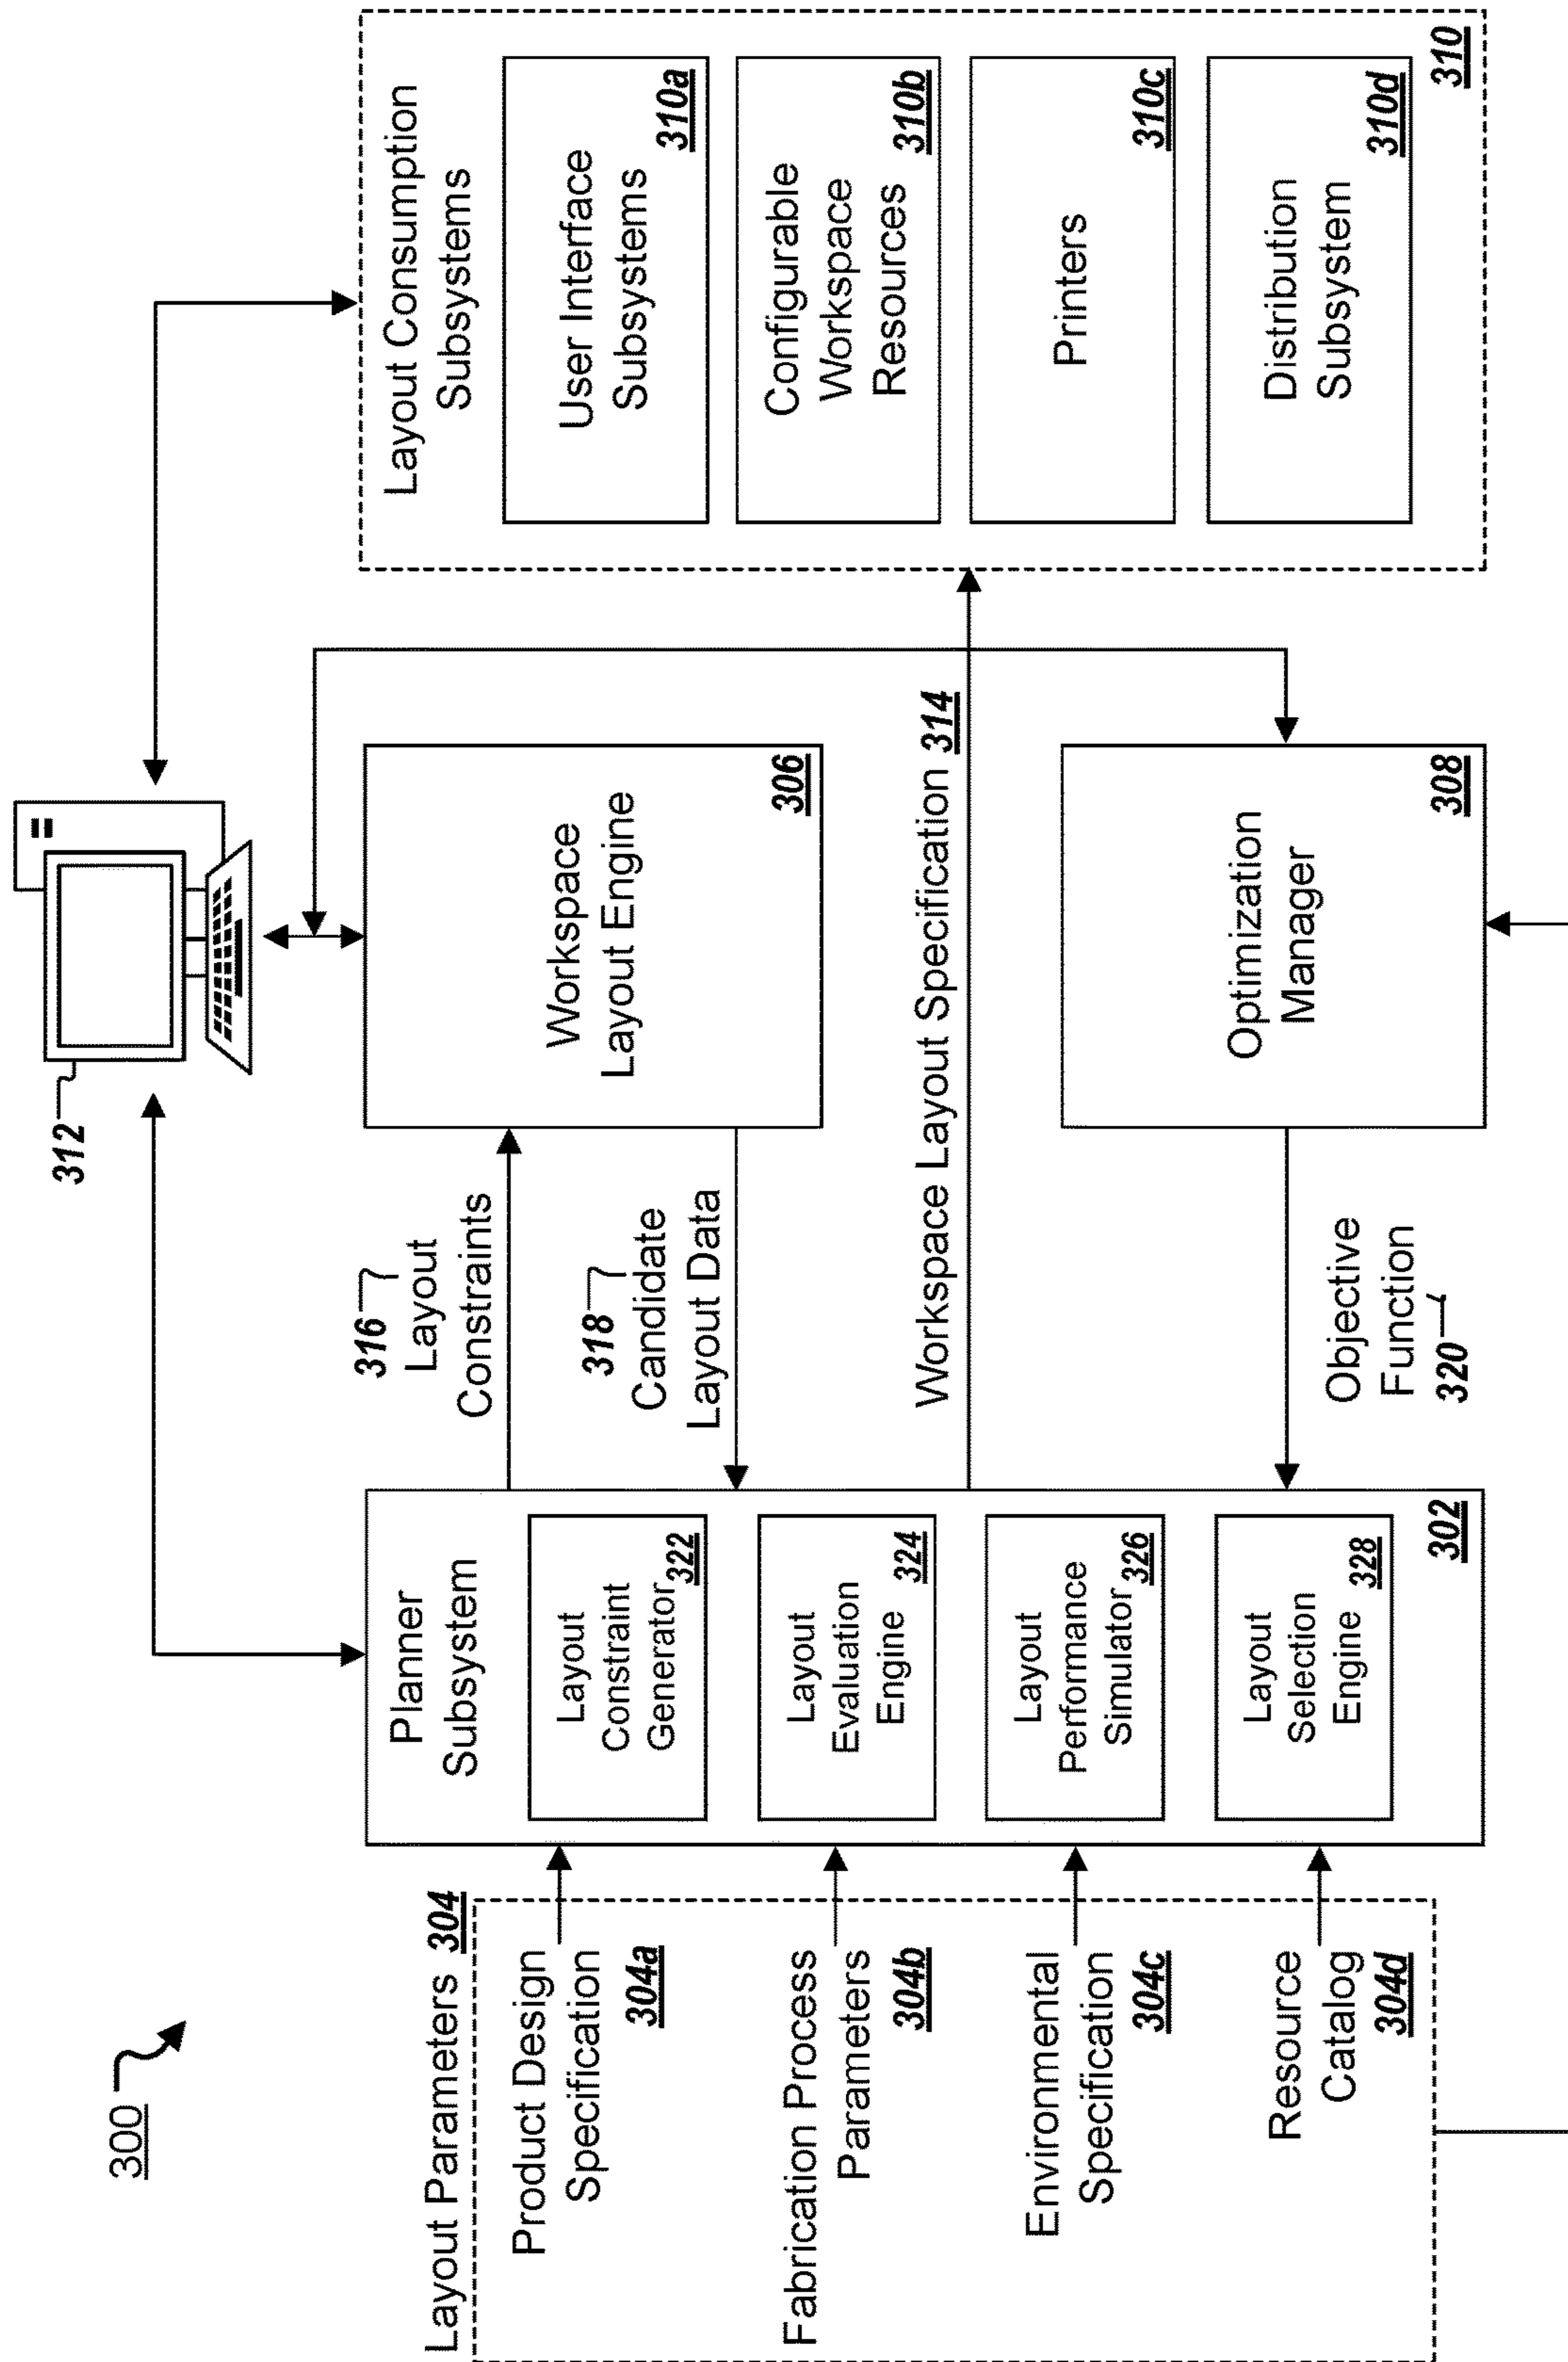 300
312
Layout Parameters 304
Product Design
Specification
304a
Fabrication Process
Parameters
304b
Environmental
Specification
304c
Resource
Catalog
304d
Planner
Subsystem
Layout
Constraint
Generator 322
Layout
Evaluation
Engine
324
Layout
Performance
Simulator 326
Layout
Selection
Engine
328
302
316
Layout
Constraints
318
Candidate
Layout Data
Workspace Layout Specification 314
Objective
Function
320
Workspace
Layout Engine
306
Optimization
Manager
308
Layout Consumption
Subsystems
User Interface
Subsystems
310a
Configurable
Workspace
Resources
310b
Printers
310c
Distribution
Subsystem
310d
310